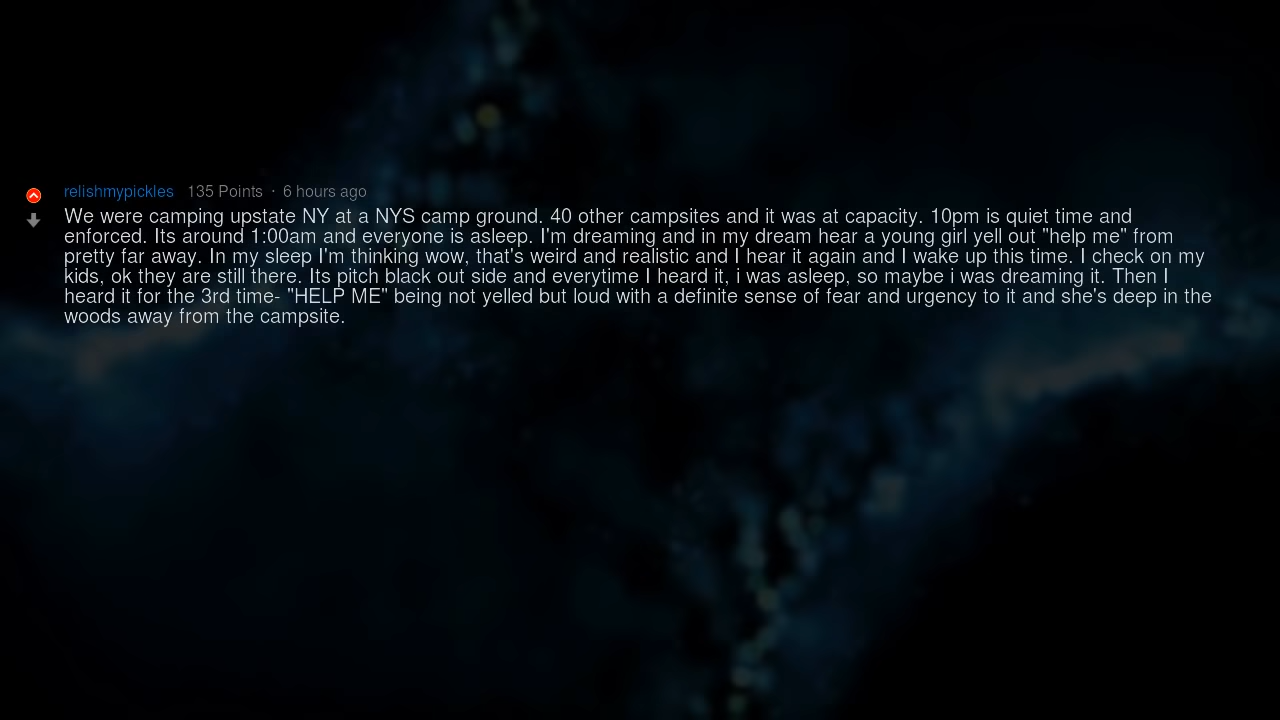 relishmypickles 135 Points · 6 hours ago
We were camping upstate NY at a NYS camp ground. 40 other campsites and it was at capacity. 10pm is quiet time and
enforced. Its around 1:00am and everyone is asleep. I'm dreaming and in my dream hear a young girl yell out "help me" from
pretty far away. In my sleep I'm thinking wow, that's weird and realistic and I hear it again and I wake up this time. I check on my
kids, ok they are still there. Its pitch black out side and everytime I heard it, i was asleep, so maybe i was dreaming it. Then I
heard it for the 3rd time- "HELP ME" being not yelled but loud with a definite sense of fear and urgency to it and she's deep in the
woods away from the campsite.